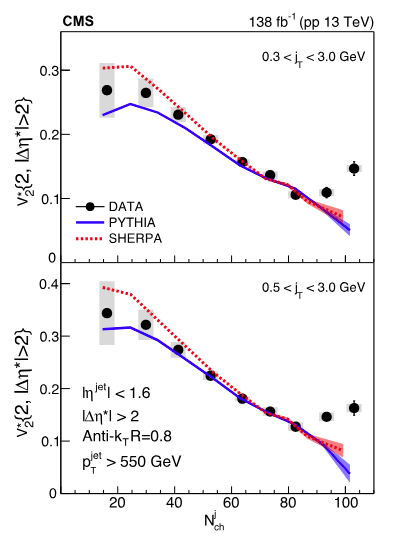 CMS 138 fb⁻¹ (pp 13 TeV)
0.3 < j_T < 3.0 GeV
0.3
0.2
0.1
0
v₂*{2, |Δη*|>2}
DATA
PYTHIA
SHERPA
0.5 < j_T < 3.0 GeV
0.4
0.3
0.2
0.1
0
v₂*{2, |Δη*|>2}
|η^jet| < 1.6
|Δη*| > 2
Anti-k_T R=0.8
p_T^jet > 550 GeV
20 40 60 80 100
N_ch^j